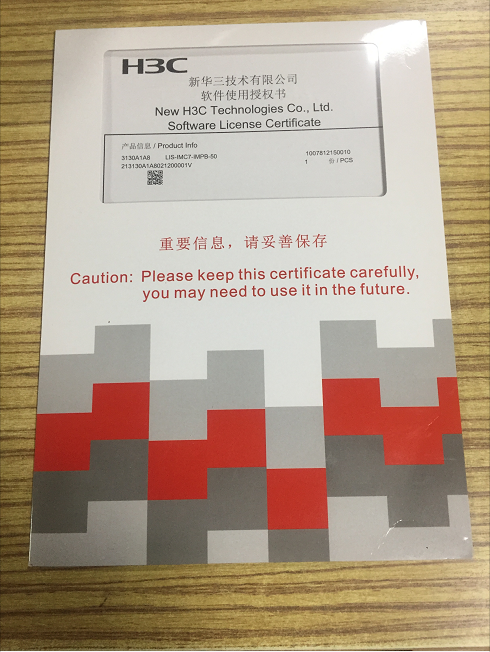 H3C
新华三技术有限公司
软件使用授权书
New H3C Technologies Co., Ltd.
Software License Certificate
产品信息 / Product Info
3130A1A8 LIS-IMC7-IMPB-50 1007812150010
213130A1A8021200001V 1 份 / PCS
重要信息，请妥善保存
Caution: Please keep this certificate carefully,
you may need to use it in the future.